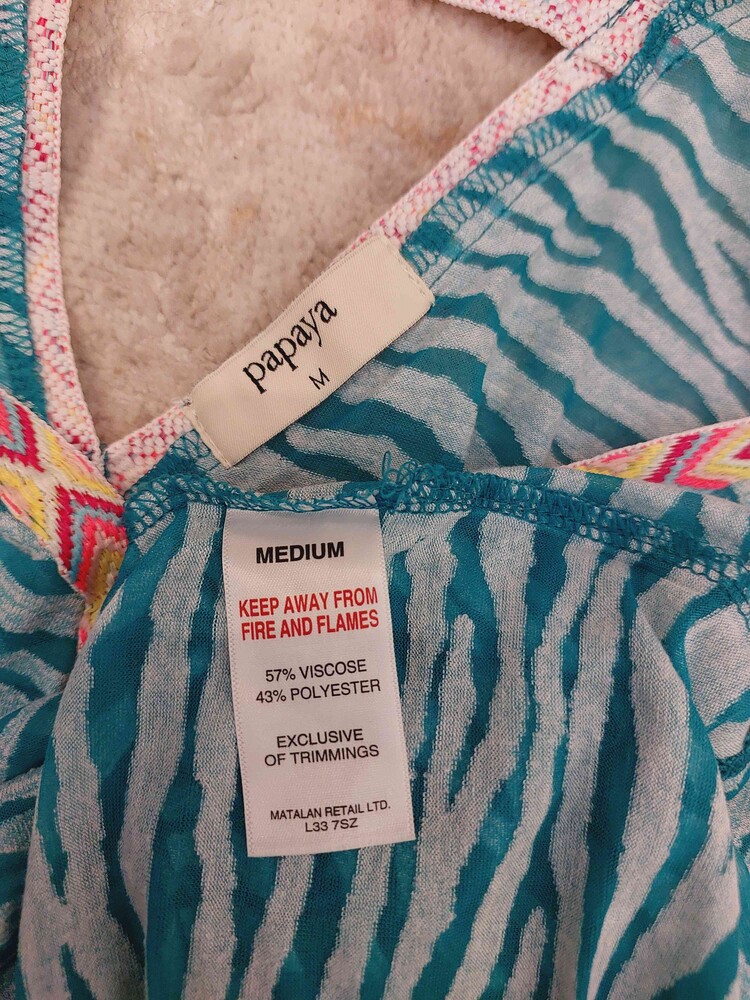 papaya
M
MEDIUM
KEEP AWAY FROM
FIRE AND FLAMES
57% VISCOSE
43% POLYESTER
EXCLUSIVE
OF TRIMMINGS
MATALAN RETAIL LTD.
L33 7SZ